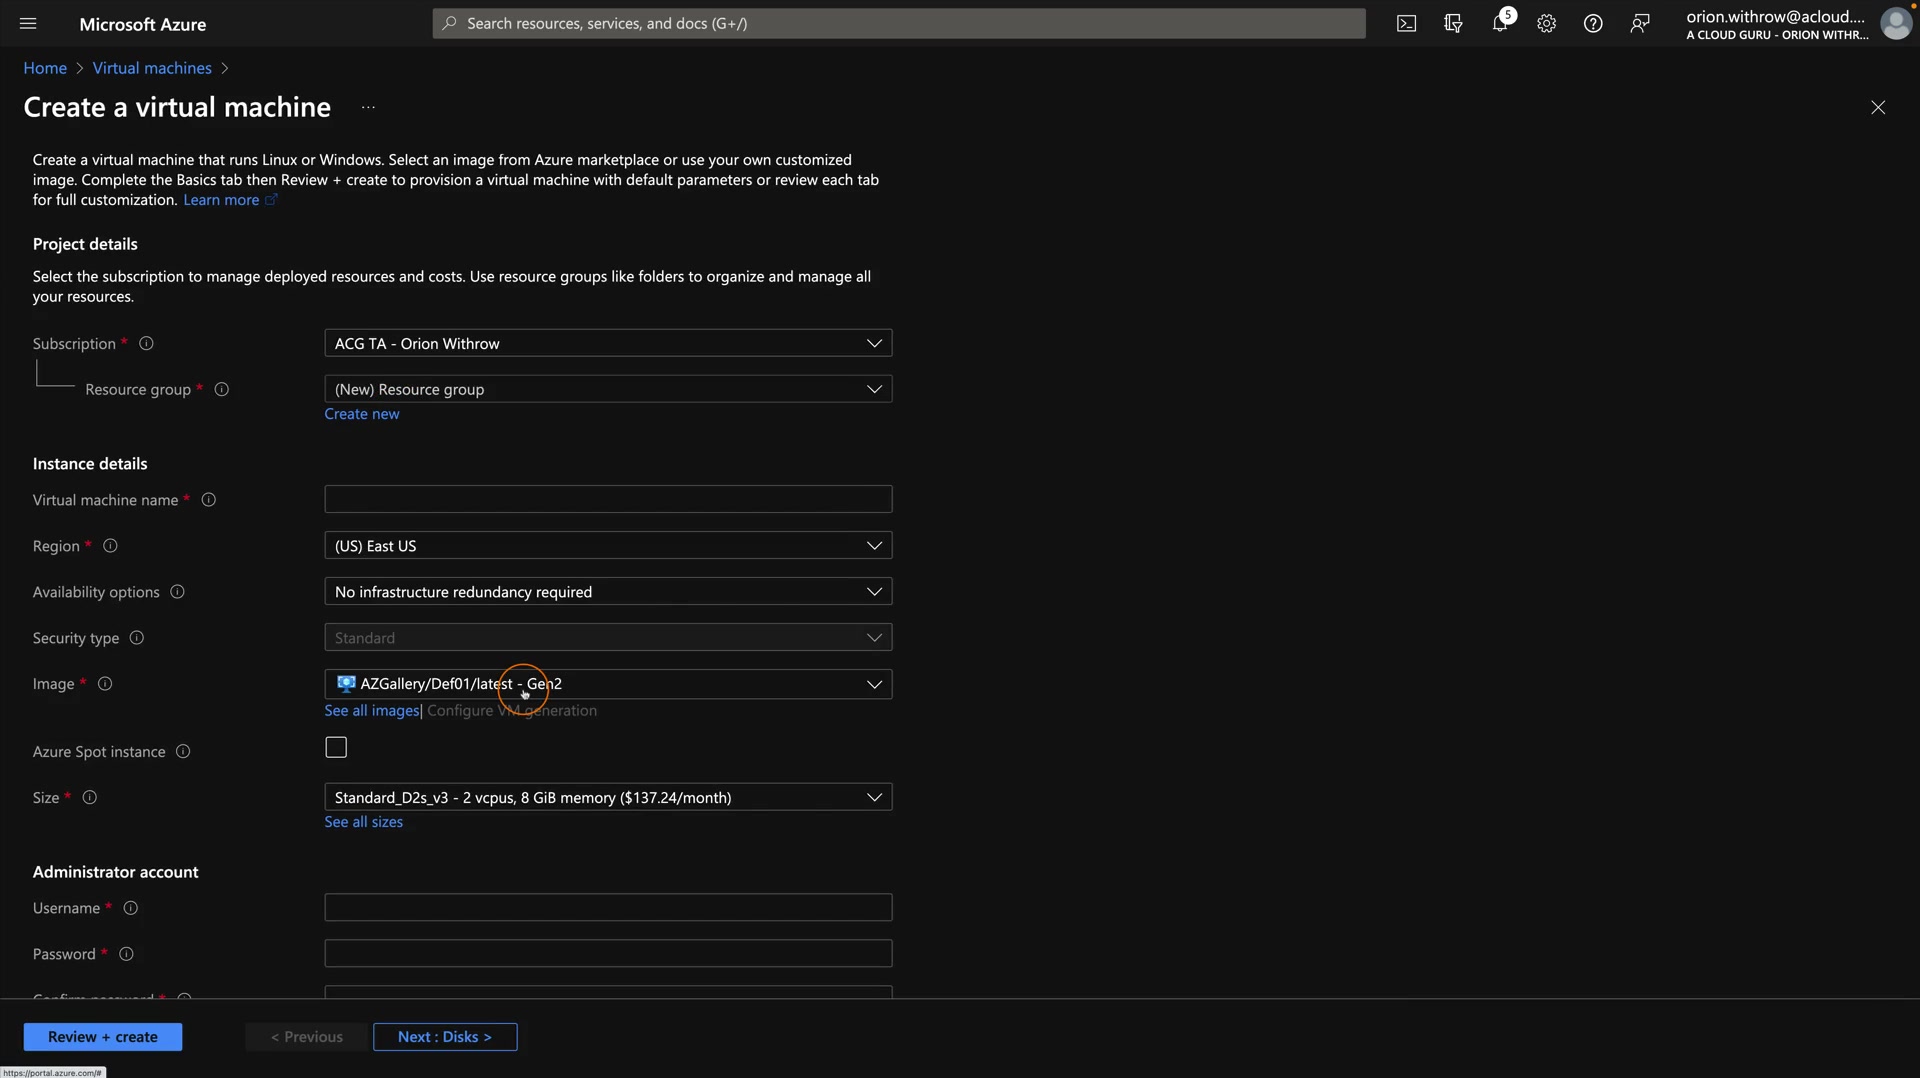 Microsoft Azure
Search resources, services, and docs (G+/)
5
orion.withrow@acloud....
A CLOUD GURU - ORION WITHR...
Home > Virtual machines >
Create a virtual machine ...
Create a virtual machine that runs Linux or Windows. Select an image from Azure marketplace or use your own customized
image. Complete the Basics tab then Review + create to provision a virtual machine with default parameters or review each tab
for full customization. Learn more
Project details
Select the subscription to manage deployed resources and costs. Use resource groups like folders to organize and manage all
your resources.
Subscription *
ACG TA - Orion Withrow
Resource group *
(New) Resource group
Create new
Instance details
Virtual machine name *
Region *
(US) East US
Availability options
No infrastructure redundancy required
Security type
Standard
Image *
AZGallery/Def01/latest - Gen2
See all images| Configure VM generation
Azure Spot instance
Size *
Standard_D2s_v3 - 2 vcpus, 8 GiB memory ($137.24/month)
See all sizes
Administrator account
Username *
Password *
Confirm password *
Review + create
< Previous
Next : Disks >
https://portal.azure.com/#